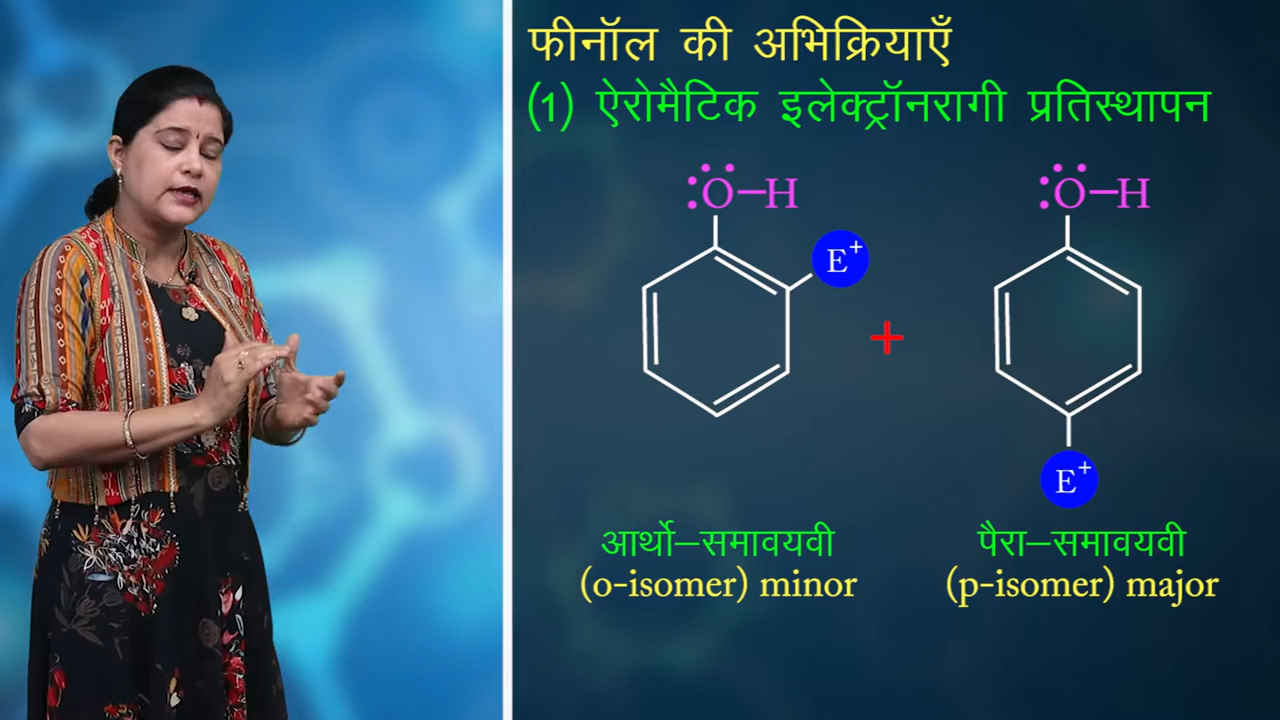 फीनॉल की अभिक्रियाएँ
(1) ऐरोमैटिक इलेक्ट्रॉनरागी प्रतिस्थापन
:Ö–H
:Ö–H
E+
+
E+
आर्थो–समावयवी
पैरा–समावयवी
(o-isomer) minor
(p-isomer) major